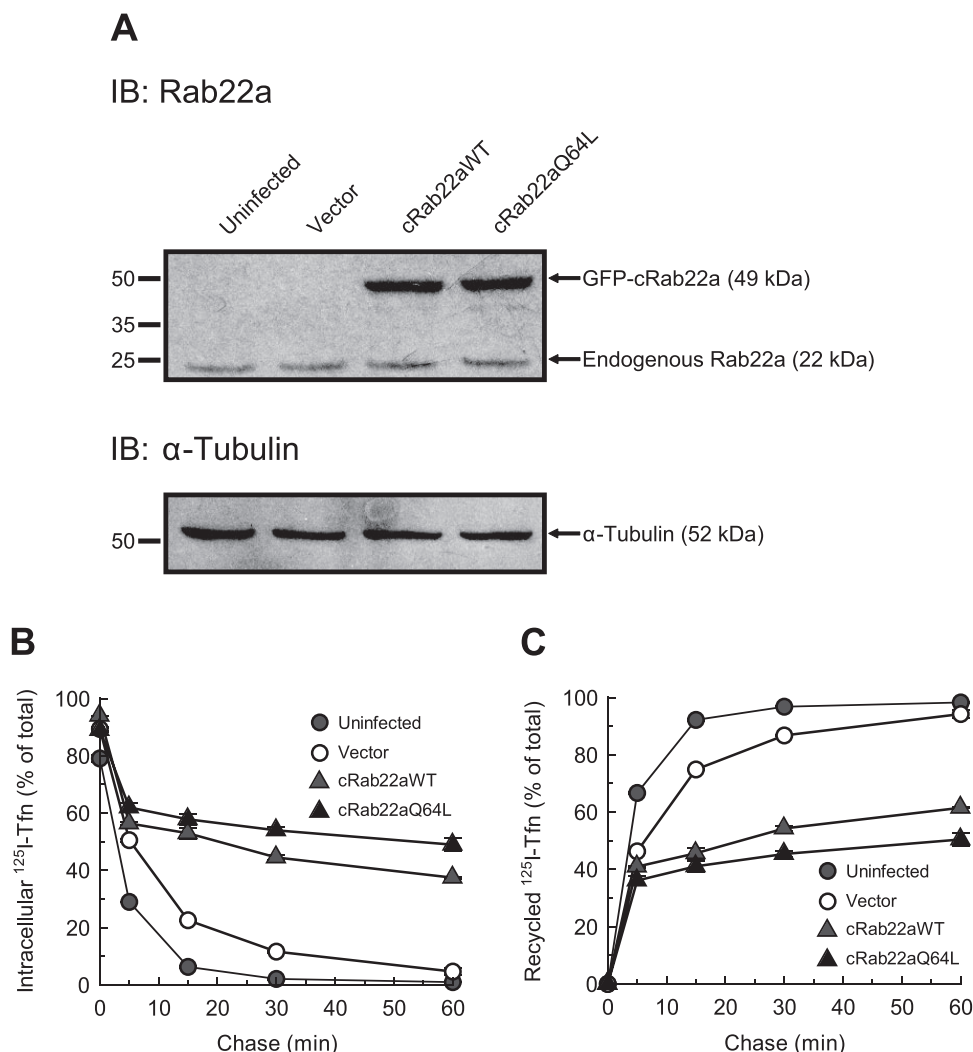 A
IB: Rab22a
Uninfected
Vector
cRab22aWT
cRab22aQ64L
50
35
25
GFP-cRab22a (49 kDa)
Endogenous Rab22a (22 kDa)
IB: α-Tubulin
50
α-Tubulin (52 kDa)
B
Intracellular ¹²⁵I-Tfn (% of total)
100
80
60
40
20
0
Uninfected
Vector
cRab22aWT
cRab22aQ64L
0 10 20 30 40 50 60
Chase (min)
C
Recycled ¹²⁵I-Tfn (% of total)
100
80
60
40
20
0
Uninfected
Vector
cRab22aWT
cRab22aQ64L
0 10 20 30 40 50 60
Chase (min)